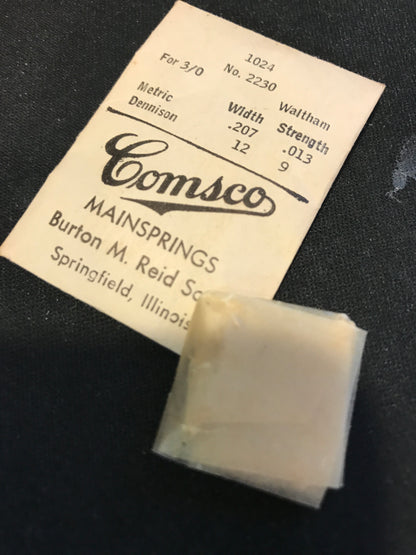 1024
For 3/0 No. 2230 Waltham
Width Strength
Metric .207 .013
Dennison 12 9
Comsco
MAINSPRINGS
Burton M. Reid
Springfield, Illinois